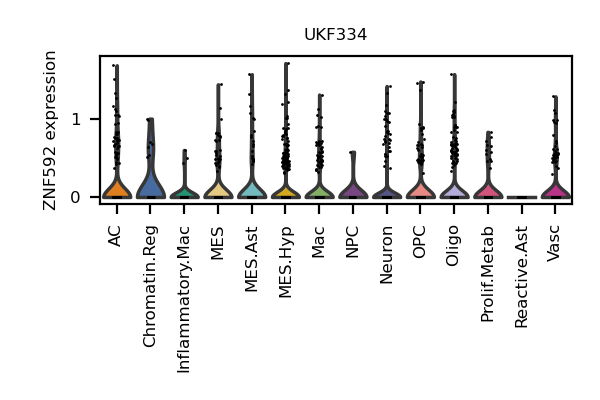 UKF334
ZNF592 expression
1
0
AC
Chromatin.Reg
Inflammatory.Mac
MES
MES.Ast
MES.Hyp
Mac
NPC
Neuron
OPC
Oligo
Prolif.Metab
Reactive.Ast
Vasc